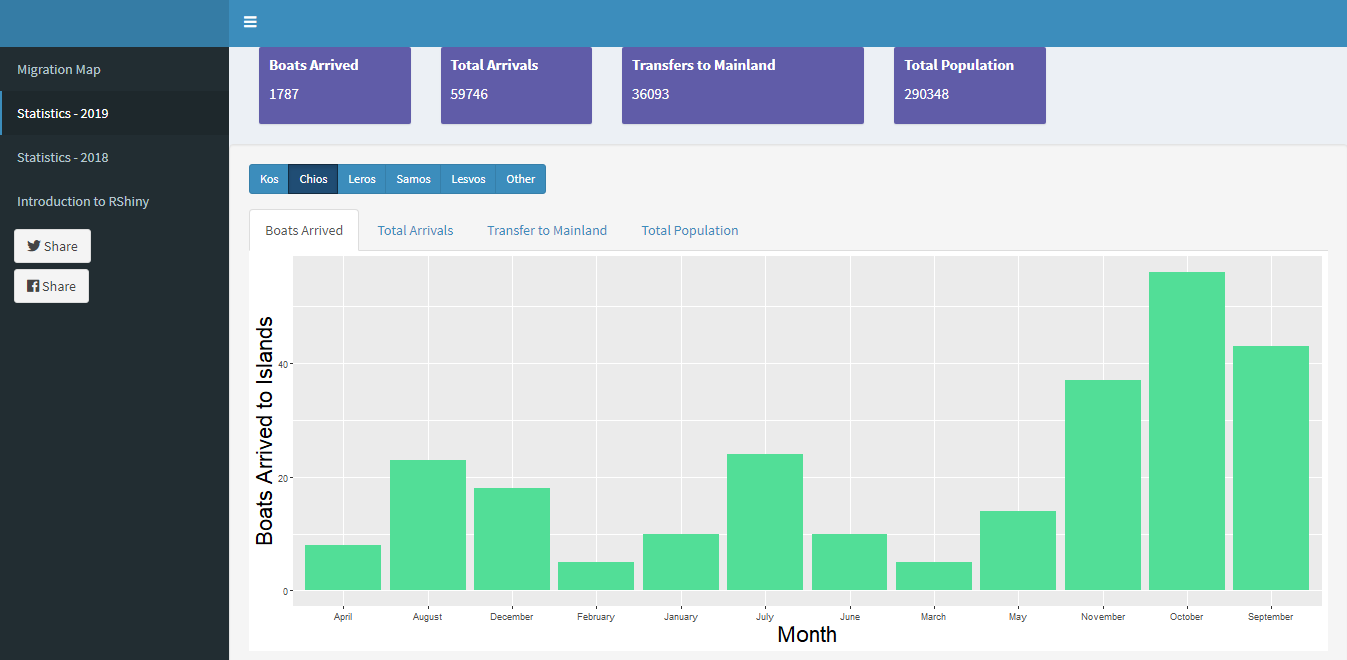 Migration Map
Statistics - 2019
Statistics - 2018
Introduction to RShiny
Share
Share
Boats Arrived Total Arrivals Transfers to Mainland Total Population
1787 59746 36093 290348
Kos Chios Leros Samos Lesvos Other
Boats Arrived Total Arrivals Transfer to Mainland Total Population
Boats Arrived to Islands
40
20
0
April August December February January July June March May November October September
Month